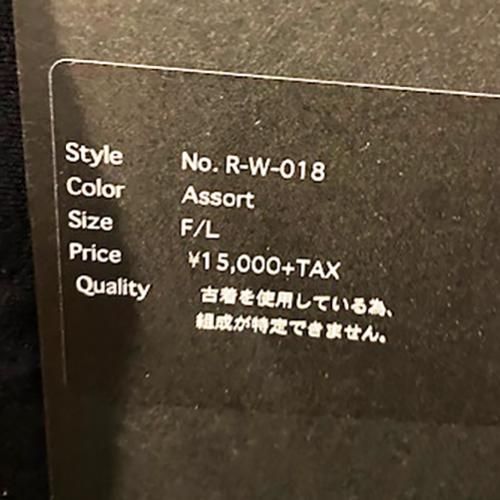 Style No. R-W-018
Color Assort
Size F/L
Price ¥15,000+TAX
Quality 古着を使用している為、
組成が特定できません。